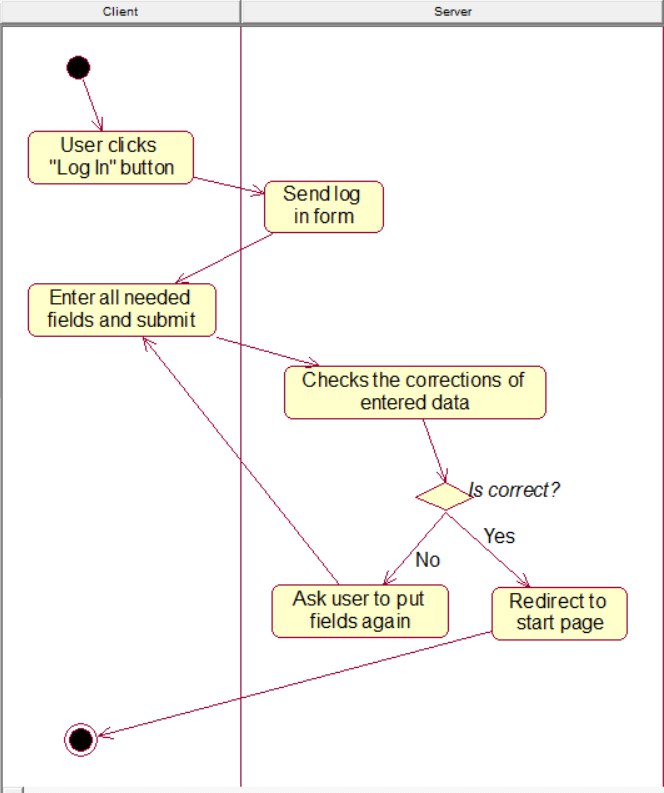 Client
Server
User clicks
"Log In" button
Send log
in form
Enter all needed
fields and submit
Checks the corrections of
entered data
Is correct?
Yes
No
Ask user to put
fields again
Redirect to
start page